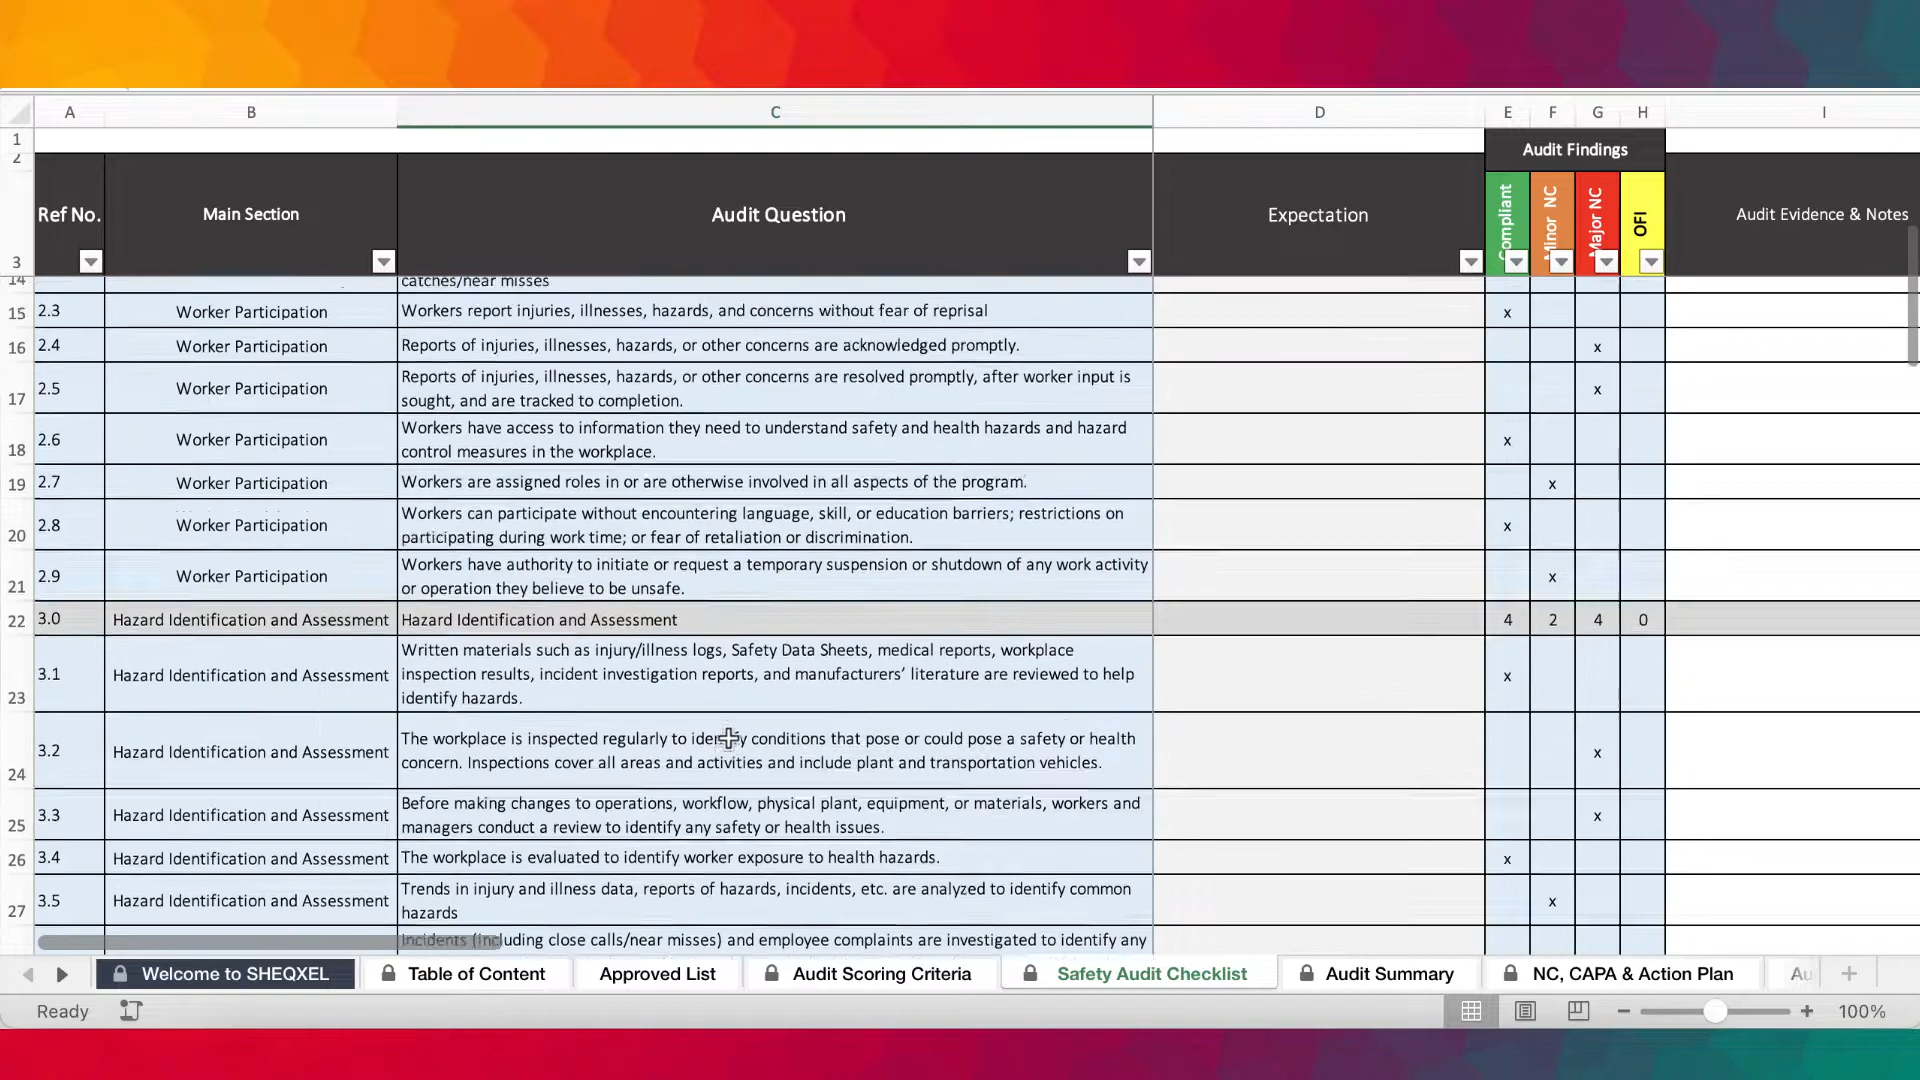 A B C D E F G H I
1
2
Audit Findings
Ref No. Main Section Audit Question Expectation Compliant Minor NC Major NC OFI Audit Evidence & Notes
3
14 catches/near misses
15 2.3 Worker Participation Workers report injuries, illnesses, hazards, and concerns without fear of reprisal x
16 2.4 Worker Participation Reports of injuries, illnesses, hazards, or other concerns are acknowledged promptly. x
17 2.5 Worker Participation Reports of injuries, illnesses, hazards, or other concerns are resolved promptly, after worker input is
sought, and are tracked to completion. x
18 2.6 Worker Participation Workers have access to information they need to understand safety and health hazards and hazard
control measures in the workplace. x
19 2.7 Worker Participation Workers are assigned roles in or are otherwise involved in all aspects of the program. x
20 2.8 Worker Participation Workers can participate without encountering language, skill, or education barriers; restrictions on
participating during work time; or fear of retaliation or discrimination. x
21 2.9 Worker Participation Workers have authority to initiate or request a temporary suspension or shutdown of any work activity
or operation they believe to be unsafe. x
22 3.0 Hazard Identification and Assessment Hazard Identification and Assessment 4 2 4 0
23 3.1 Hazard Identification and Assessment Written materials such as injury/illness logs, Safety Data Sheets, medical reports, workplace
inspection results, incident investigation reports, and manufacturers’ literature are reviewed to help
identify hazards. x
24 3.2 Hazard Identification and Assessment The workplace is inspected regularly to identify conditions that pose or could pose a safety or health
concern. Inspections cover all areas and activities and include plant and transportation vehicles. x
25 3.3 Hazard Identification and Assessment Before making changes to operations, workflow, physical plant, equipment, or materials, workers and
managers conduct a review to identify any safety or health issues. x
26 3.4 Hazard Identification and Assessment The workplace is evaluated to identify worker exposure to health hazards. x
27 3.5 Hazard Identification and Assessment Trends in injury and illness data, reports of hazards, incidents, etc. are analyzed to identify common
hazards x
Incidents (including close calls/near misses) and employee complaints are investigated to identify any
Welcome to SHEQXEL Table of Content Approved List Audit Scoring Criteria Safety Audit Checklist Audit Summary NC, CAPA & Action Plan Au
Ready 100%